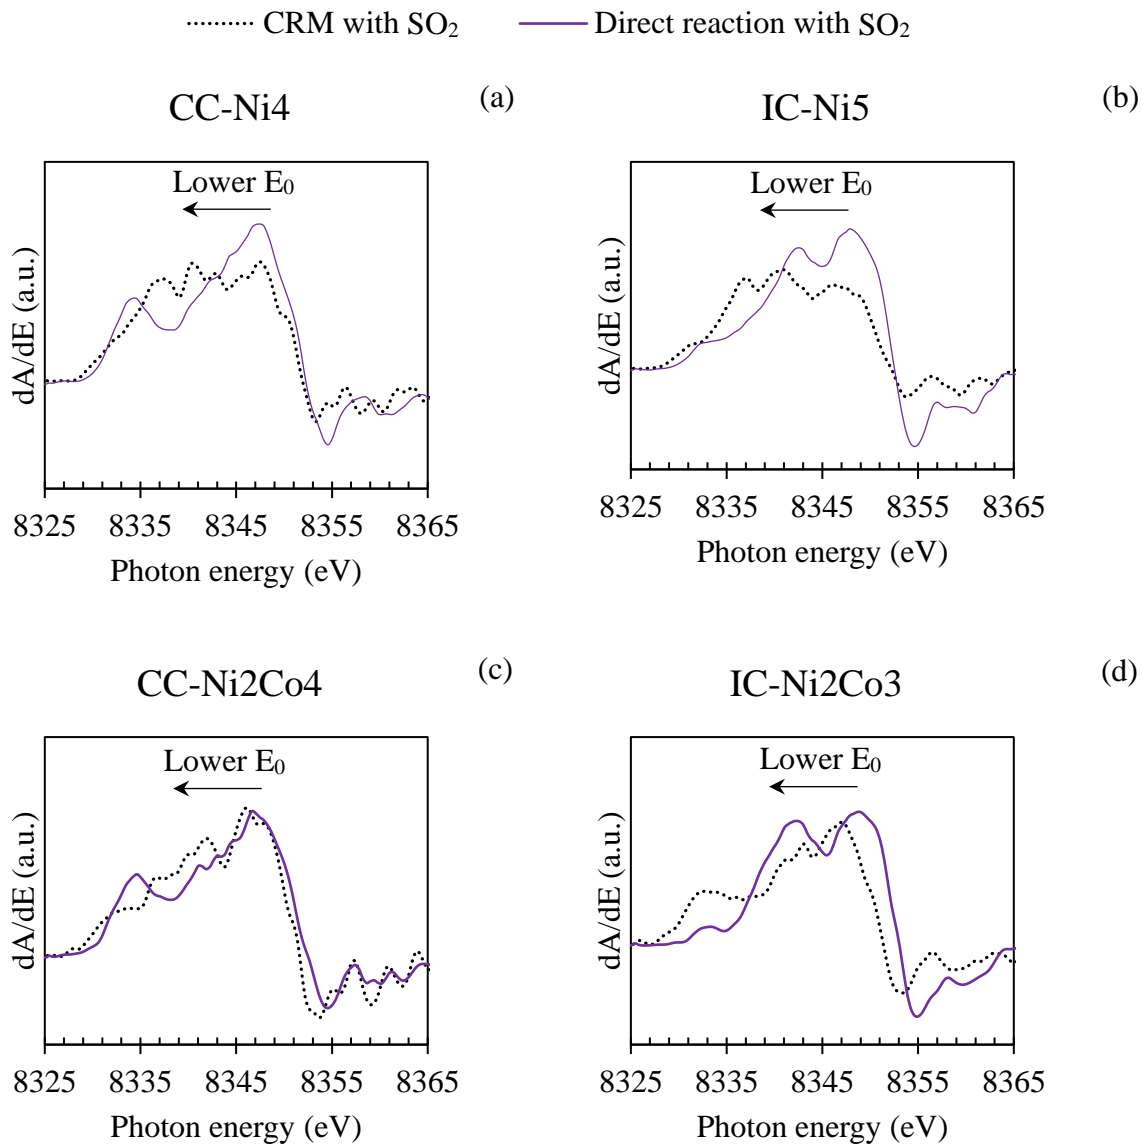 CRM with SO₂ Direct reaction with SO₂
CC-Ni4 (a)
Lower E₀
dA/dE (a.u.)
8325 8335 8345 8355 8365
Photon energy (eV)
IC-Ni5 (b)
Lower E₀
dA/dE (a.u.)
8325 8335 8345 8355 8365
Photon energy (eV)
CC-Ni2Co4 (c)
Lower E₀
dA/dE (a.u.)
8325 8335 8345 8355 8365
Photon energy (eV)
IC-Ni2Co3 (d)
Lower E₀
dA/dE (a.u.)
8325 8335 8345 8355 8365
Photon energy (eV)